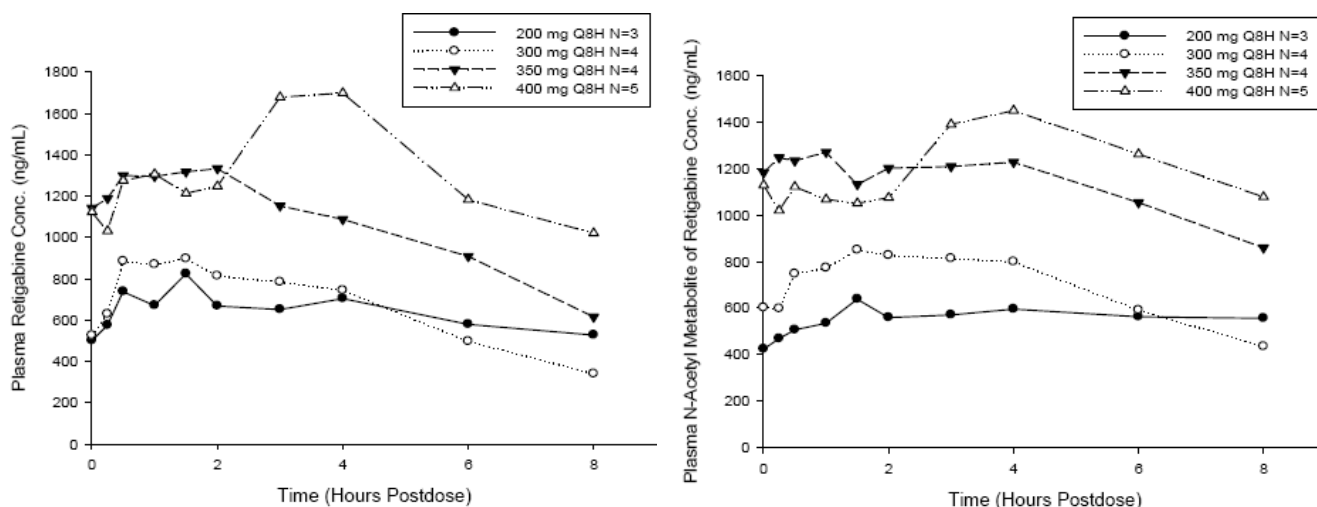 200 mg Q8H N=3
300 mg Q8H N=4
350 mg Q8H N=4
400 mg Q8H N=5
Plasma Retigabine Conc. (ng/mL)
1800
1600
1400
1200
1000
800
600
400
200
0
0 2 4 6 8
Time (Hours Postdose)
200 mg Q8H N=3
300 mg Q8H N=4
350 mg Q8H N=4
400 mg Q8H N=5
Plasma N-Acetyl Metabolite of Retigabine Conc. (ng/mL)
1600
1400
1200
1000
800
600
400
200
0
0 2 4 6 8
Time (Hours Postdose)